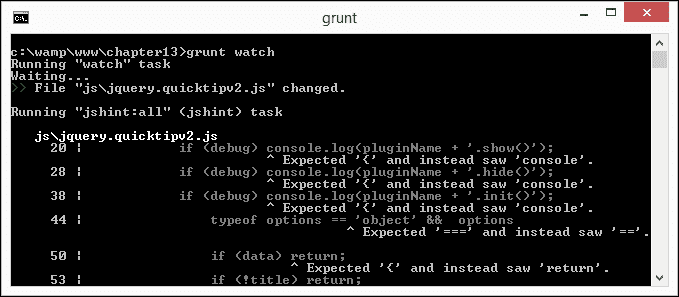 grunt
c:\wamp\www\chapter13>grunt watch
Running "watch" task
Waiting...
>> File "js\jquery.quicktipv2.js" changed.
Running "jshint:all" (jshint) task
js\jquery.quicktipv2.js
20 | if (debug) console.log(pluginName + '.show()');
^ Expected '{' and instead saw 'console'.
28 | if (debug) console.log(pluginName + '.hide()');
^ Expected '{' and instead saw 'console'.
38 | if (debug) console.log(pluginName + '.init()');
^ Expected '{' and instead saw 'console'.
44 | typeof options == 'object' && options
^ Expected '===' and instead saw '=='.
50 | if (data) return;
^ Expected '{' and instead saw 'return'.
53 | if (!title) return;